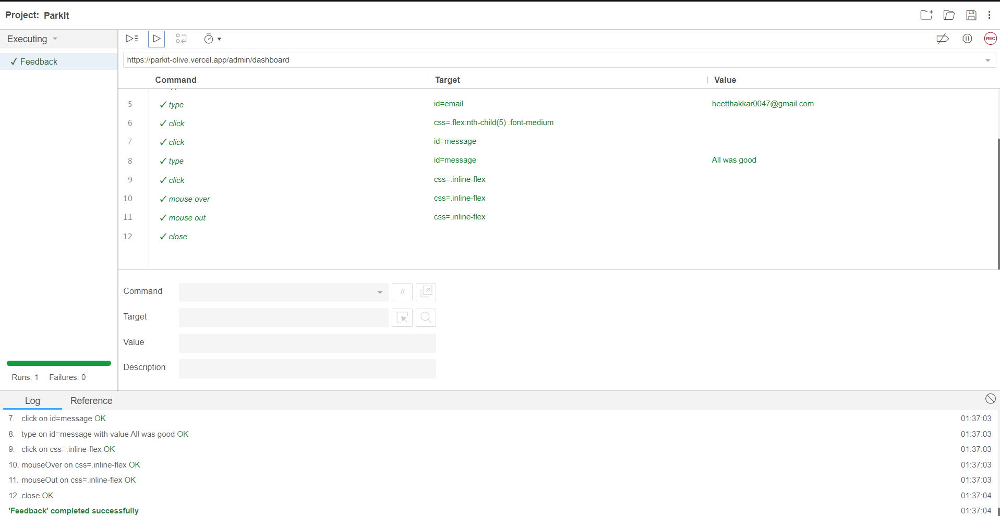 Project: ParkIt
Executing
✓ Feedback
https://parkit-olive.vercel.app/admin/dashboard
Command Target Value
5 ✓ type id=email heetthakkar0047@gmail.com
6 ✓ click css=.flex:nth-child(5) .font-medium
7 ✓ click id=message
8 ✓ type id=message All was good
9 ✓ click css=.inline-flex
10 ✓ mouse over css=.inline-flex
11 ✓ mouse out css=.inline-flex
12 ✓ close
Command //
Target
Value
Description
Runs: 1 Failures: 0
REC
Log Reference
7. click on id=message OK 01:37:03
8. type on id=message with value All was good OK 01:37:03
9. click on css=.inline-flex OK 01:37:03
10. mouseOver on css=.inline-flex OK 01:37:03
11. mouseOut on css=.inline-flex OK 01:37:03
12. close OK 01:37:04
'Feedback' completed successfully 01:37:04